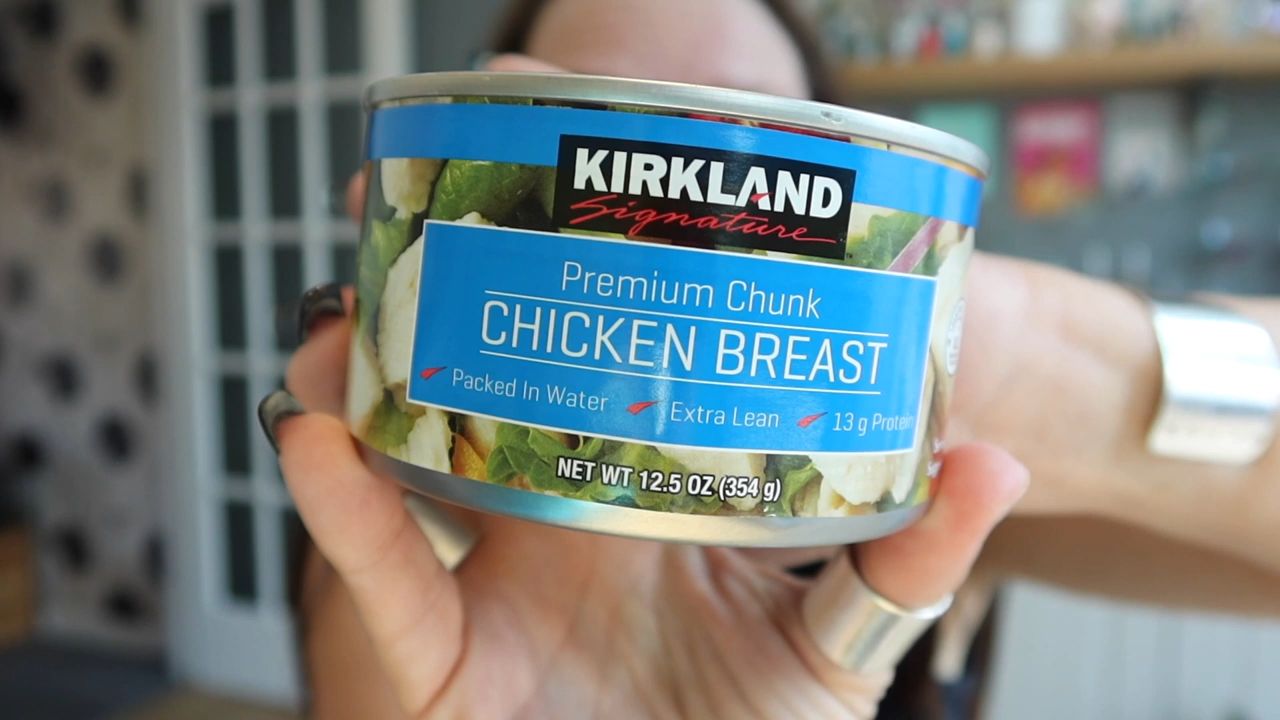 KIRKLAND
Signature
Premium Chunk
CHICKEN BREAST
Packed In Water Extra Lean 13 g Protein
NET WT 12.5 OZ (354 g)